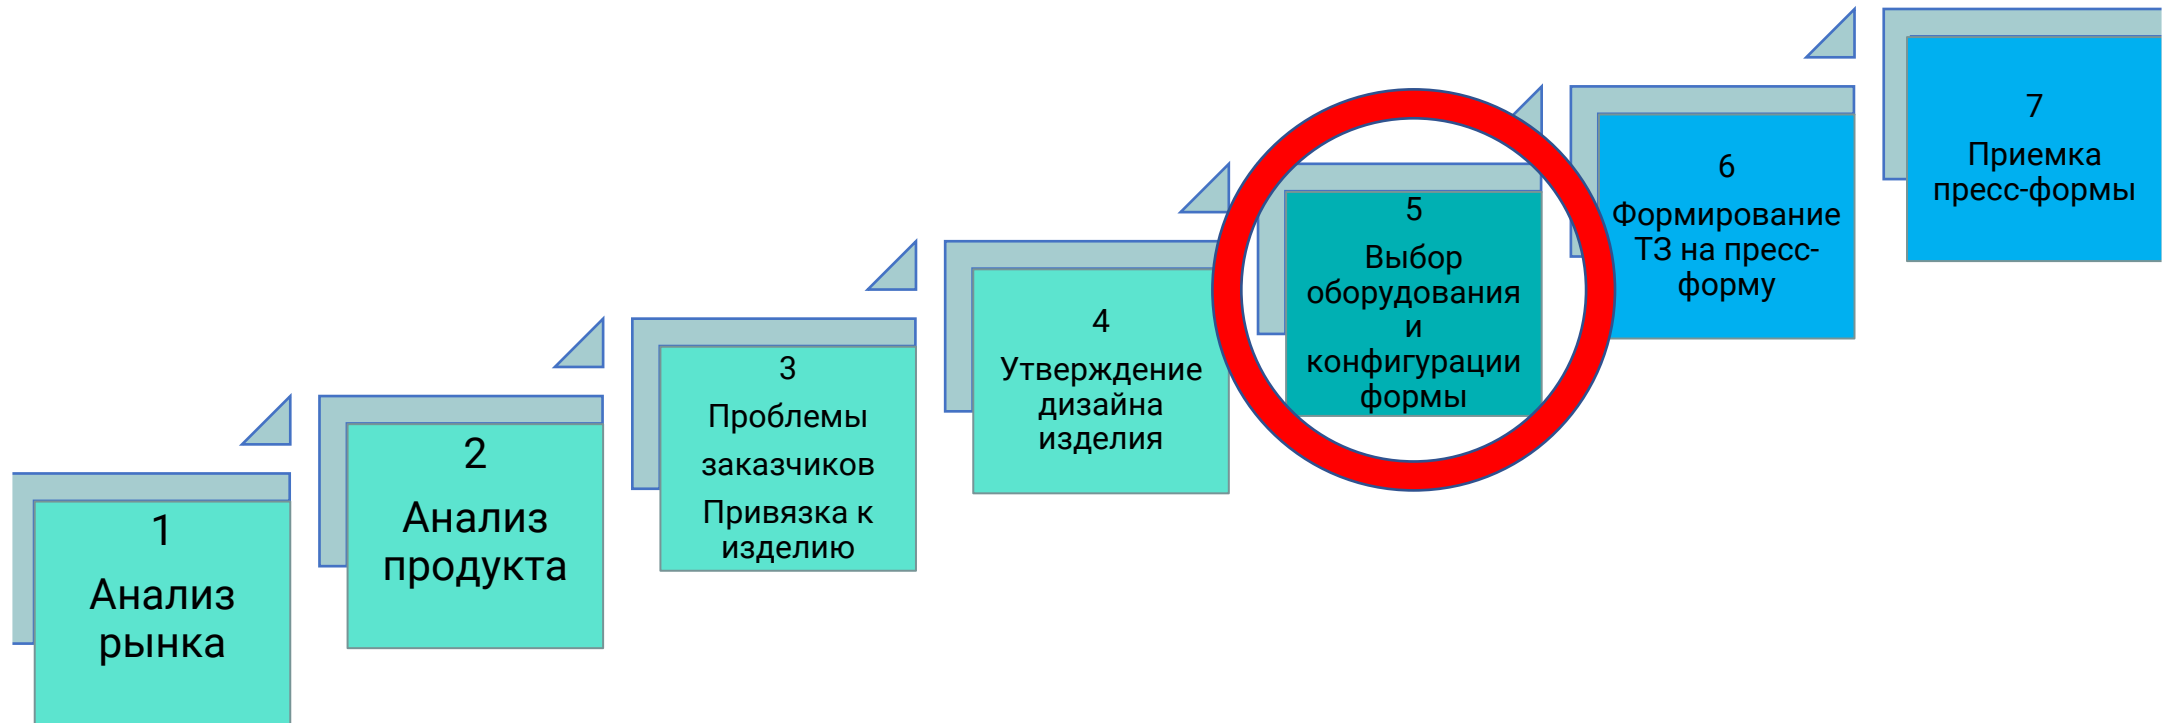 1
Анализ
рынка
2
Анализ
продукта
3
Проблемы
заказчиков
Привязка к
изделию
4
Утверждение
дизайна
изделия
5
Выбор
оборудования
и
конфигурации
формы
6
Формирование
ТЗ на пресс-
форму
7
Приемка
пресс-формы